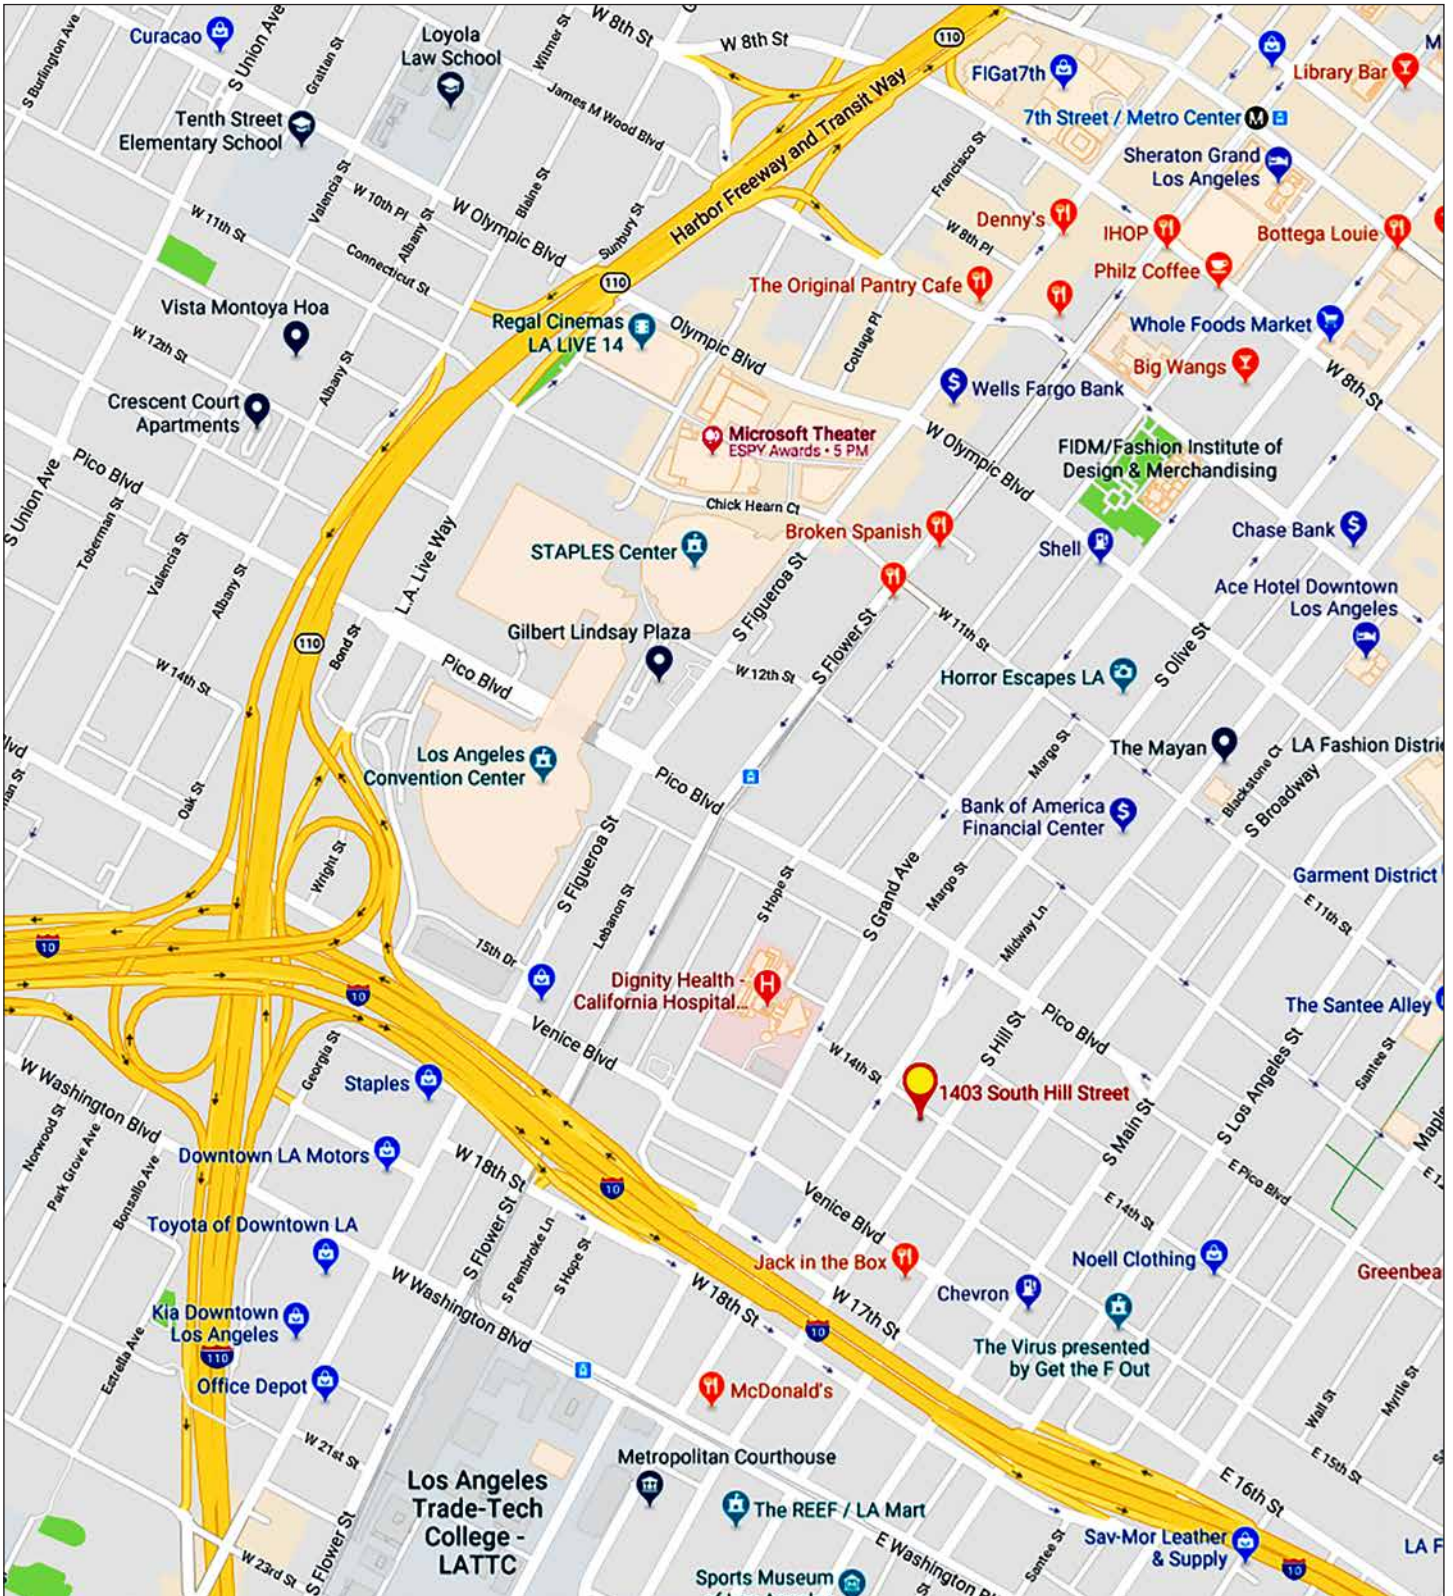 Curacao
S Burlington Ave
S Union Ave
Grattan St
Loyola
Law School
Witmer St
W 8th St
W 8th St
110
FIGat7th
Library Bar
Tenth Street
Elementary School
James M Wood Blvd
Harbor Freeway and Transit Way
7th Street / Metro Center
M
Sheraton Grand
Los Angeles
Francisco St
Valencia St
W 10th Pl
Albany St
Blaine St
W Olympic Blvd
Sunbury St
W 11th St
Connecticut St
Denny's
W 8th Pl
IHOP
Bottega Louie
Philz Coffee
The Original Pantry Cafe
110
Vista Montoya Hoa
Regal Cinemas
LA LIVE 14
Olympic Blvd
Cottage Pl
Whole Foods Market
W 12th St
Albany St
Big Wangs
W 8th St
Wells Fargo Bank
Crescent Court
Apartments
Microsoft Theater
ESPY Awards • 5 PM
W Olympic Blvd
FIDM/Fashion Institute of
Design & Merchandising
Pico Blvd
S Union Ave
Toberman St
Valencia St
Albany St
L.A. Live Way
Chick Hearn Ct
Broken Spanish
Shell
Chase Bank
STAPLES Center
S Figueroa St
Ace Hotel Downtown
Los Angeles
110
Bond St
Gilbert Lindsay Plaza
W 11th St
S Flower St
S Olive St
W 14th St
Pico Blvd
W 12th St
Horror Escapes LA
Margo St
The Mayan
LA Fashion Distric
lvd
Los Angeles
Convention Center
Pico Blvd
Oak St
Blackstone Ct
S Broadway
Bank of America
Financial Center
Wright St
S Figueroa St
Lebanon St
S Hope St
S Grand Ave
Margo St
Midway Ln
Garment District
E 11th St
10
15th Dr
10
Dignity Health -
California Hospital...
H
The Santee Alley
Venice Blvd
W 14th St
S Hill St
Pico Blvd
S Los Angeles St
Santee St
W Washington Blvd
Georgia St
Staples
1403 South Hill Street
Norwood St
Park Grove Ave
Bonsallo Ave
Downtown LA Motors
W 18th St
10
S Main St
Maple
E 12
E Pico Blvd
Venice Blvd
E 14th St
Toyota of Downtown LA
S Flower St
S Pembroke Ln
S Hope St
Jack in the Box
Noell Clothing
Greenbea
Chevron
W Washington Blvd
W 18th St
W 17th St
10
Kia Downtown
Los Angeles
110
Estrella Ave
The Virus presented
by Get the F Out
Office Depot
McDonald's
Wall St
Myrtle St
W 21st St
Metropolitan Courthouse
E 15th St
Los Angeles
Trade-Tech
College -
LATTC
The REEF / LA Mart
E 16th St
S Flower St
W 23rd St
E Washington
Santee St
Sav-Mor Leather
& Supply
10
LA F
Sports Museum